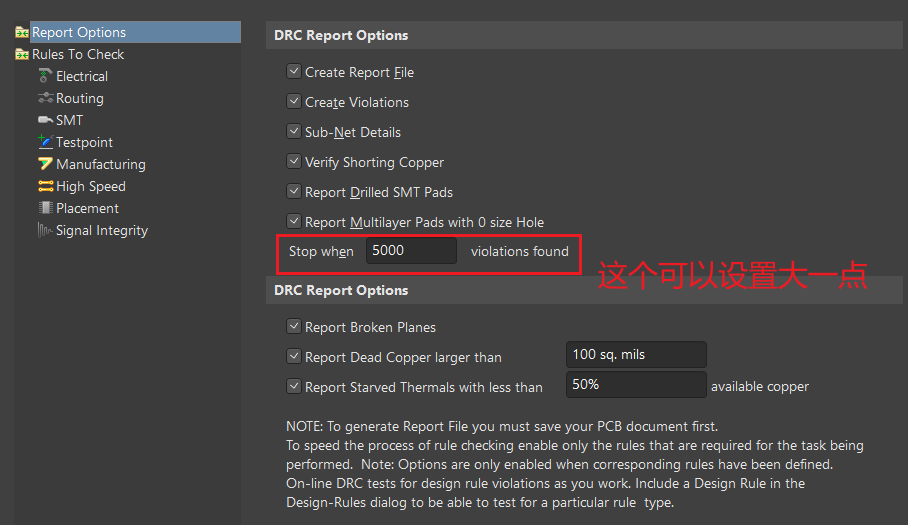 Report Options
Rules To Check
Electrical
Routing
SMT
Testpoint
Manufacturing
High Speed
Placement
Signal Integrity
DRC Report Options
Create Report File
Create Violations
Sub-Net Details
Verify Shorting Copper
Report Drilled SMT Pads
Report Multilayer Pads with 0 size Hole
Stop when 5000 violations found
这个可以设置大一点
DRC Report Options
Report Broken Planes
Report Dead Copper larger than 100 sq. mils
Report Starved Thermals with less than 50% available copper
NOTE: To generate Report File you must save your PCB document first.
To speed the process of rule checking enable only the rules that are required for the task being
performed.  Note: Options are only enabled when corresponding rules have been defined.
On-line DRC tests for design rule violations as you work. Include a Design Rule in the
Design-Rules dialog to be able to test for a particular rule  type.